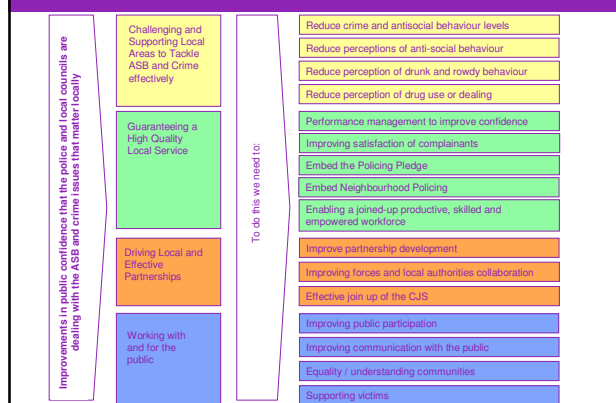 Improvements in public confidence that the police and local councils are
dealing with the ASB and crime issues that matter locally
Challenging and
Supporting Local
Areas to Tackle
ASB and Crime
effectively
Guaranteeing a
High Quality
Local Service
Driving Local and
Effective
Partnerships
Working with
and for the
public
To do this we need to:
Reduce crime and antisocial behaviour levels
Reduce perceptions of anti-social behaviour
Reduce perception of drunk and rowdy behaviour
Reduce perception of drug use or dealing
Performance management to improve confidence
Improving satisfaction of complainants
Embed the Policing Pledge
Embed Neighbourhood Policing
Enabling a joined-up productive, skilled and
empowered workforce
Improve partnership development
Improving forces and local authorities collaboration
Effective join up of the CJS
Improving public participation
Improving communication with the public
Equality / understanding communities
Supporting victims